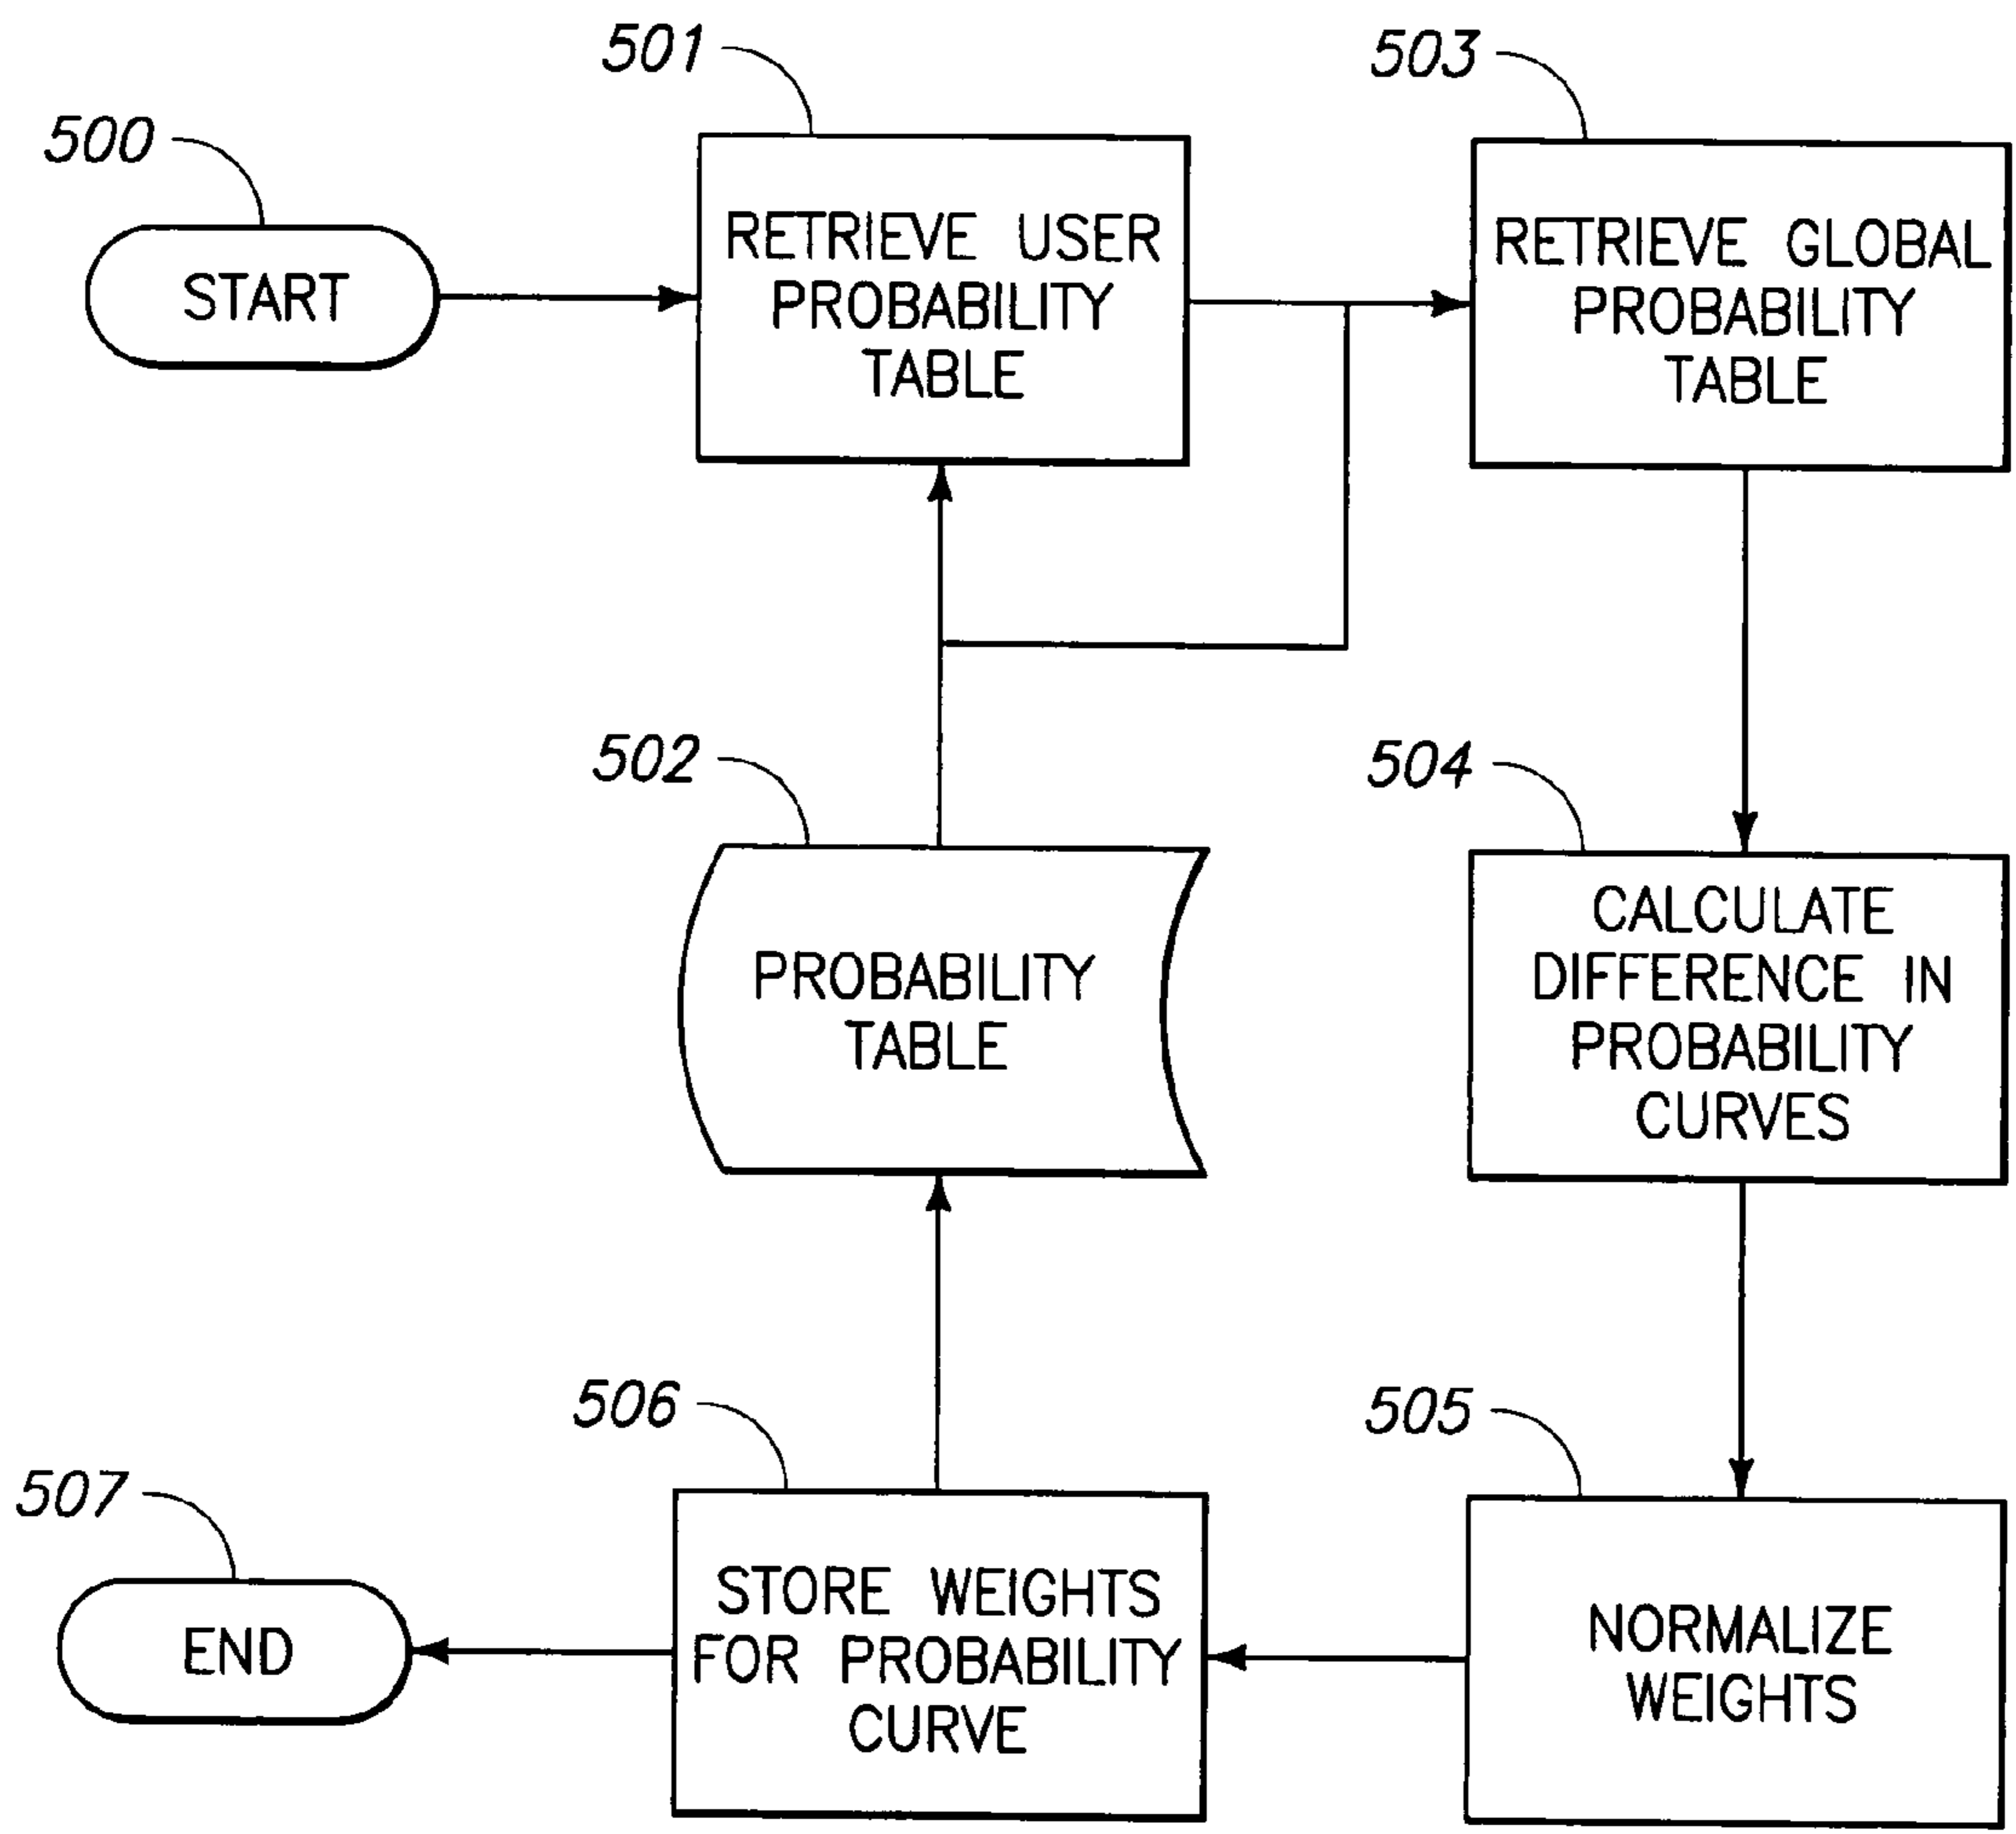 501
503
500
START
RETRIEVE USER
PROBABILITY
TABLE
RETRIEVE GLOBAL
PROBABILITY
TABLE
502
504
PROBABILITY
TABLE
CALCULATE
DIFFERENCE IN
PROBABILITY
CURVES
506
505
507
END
STORE WEIGHTS
FOR PROBABILITY
CURVE
NORMALIZE
WEIGHTS